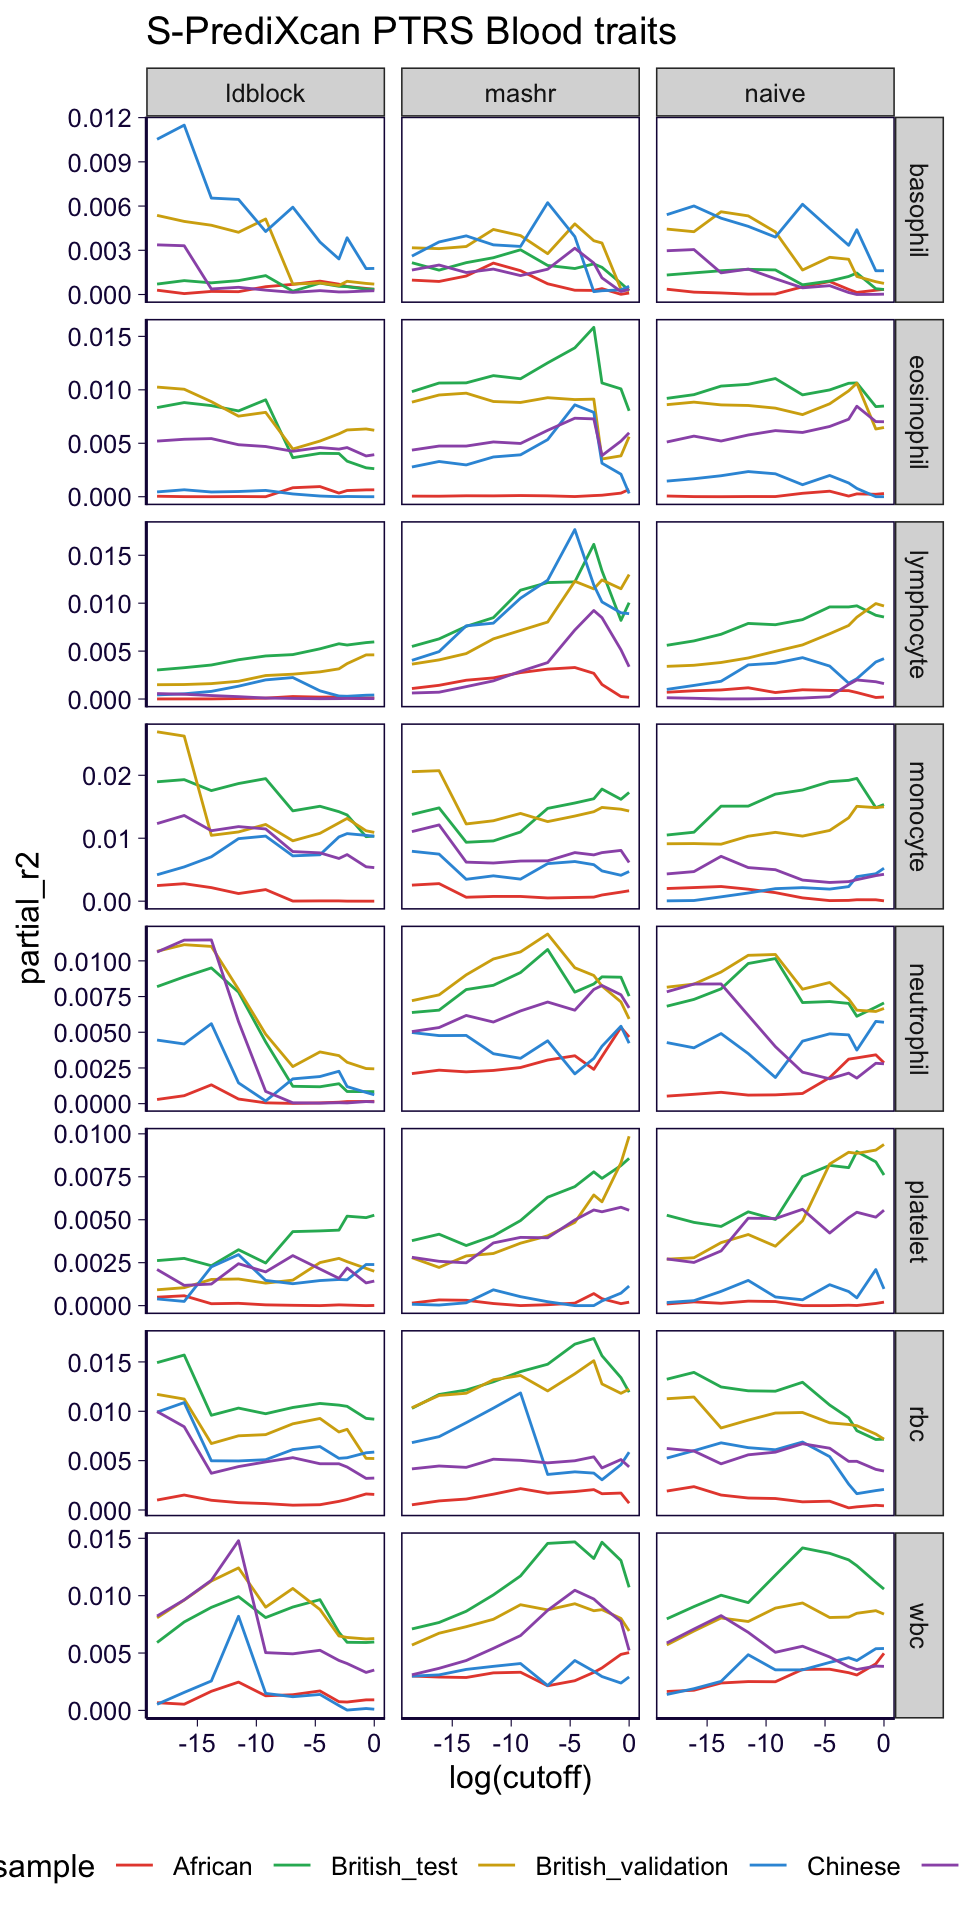 S-PrediXcan PTRS Blood traits
ldblock mashr naive
0.012
0.009
0.006
0.003
0.000
basophil
0.015
0.010
0.005
0.000
eosinophil
0.015
0.010
0.005
0.000
lymphocyte
0.02
0.01
0.00
monocyte
partial_r2
0.0100
0.0075
0.0050
0.0025
0.0000
neutrophil
0.0100
0.0075
0.0050
0.0025
0.0000
platelet
0.015
0.010
0.005
0.000
rbc
0.015
0.010
0.005
0.000
wbc
-15 -10 -5 0 -15 -10 -5 0 -15 -10 -5 0
log(cutoff)
sample African British_test British_validation Chinese